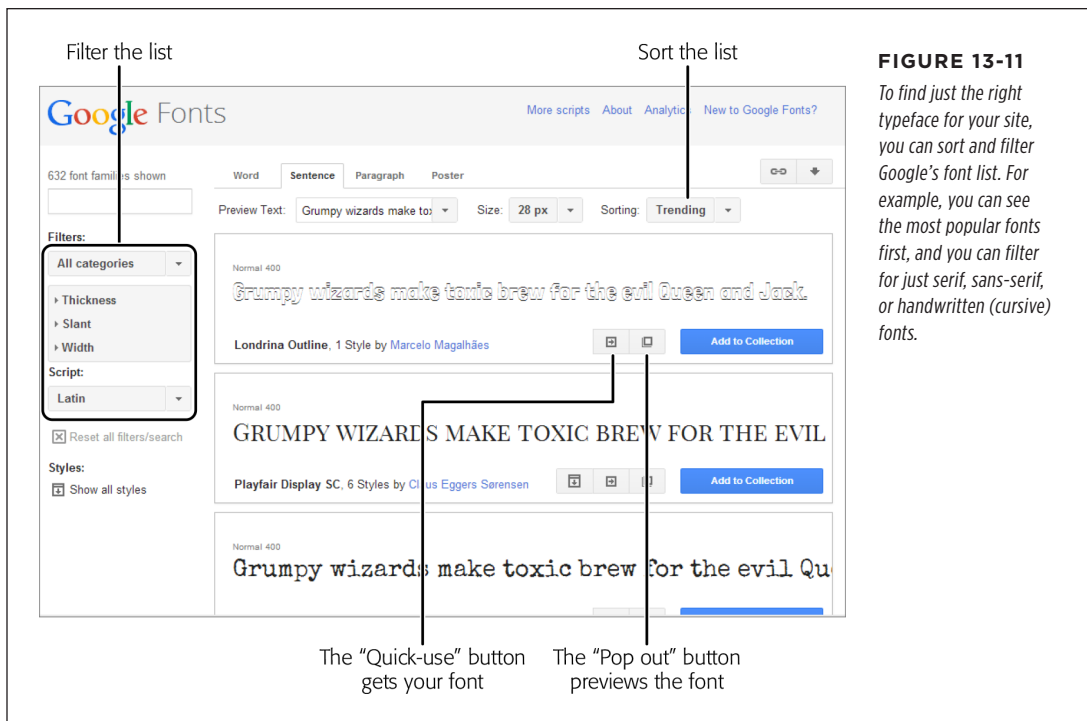 Filter the list
Sort the list
FIGURE 13-11
To find just the right
typeface for your site,
you can sort and filter
Google's font list. For
example, you can see
the most popular fonts
first, and you can filter
for just serif, sans-serif,
or handwritten (cursive)
fonts.
Google Fonts
More scripts About Analytics New to Google Fonts?
632 font families shown
Word Sentence Paragraph Poster
Preview Text: Grumpy wizards make to Size: 28 px Sorting: Trending
Filters:
All categories
Thickness
Slant
Width
Script:
Latin
Reset all filters/search
Styles:
Show all styles
Normal 400
Grumpy wizards make toxic brew for the evil Queen and Jack.
Londrina Outline, 1 Style by Marcelo Magalhães
Add to Collection
Normal 400
GRUMPY WIZARDS MAKE TOXIC BREW FOR THE EVIL
Playfair Display SC, 6 Styles by Claus Eggers Sørensen
Add to Collection
Normal 400
Grumpy wizards make toxic brew for the evil Qu
The “Quick-use” button
gets your font
The “Pop out” button
previews the font